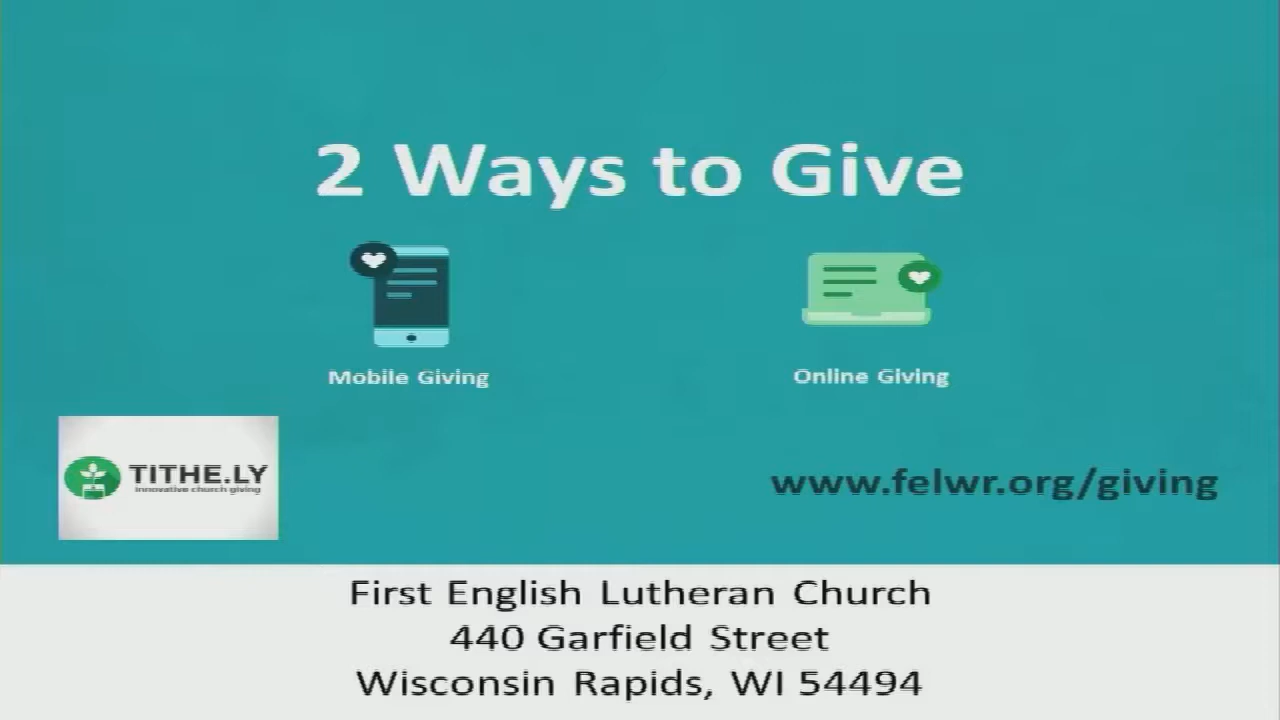 2 Ways to Give
Mobile Giving
Online Giving
TITHE.LY
innovative church giving
www.felwr.org/giving
First English Lutheran Church
440 Garfield Street
Wisconsin Rapids, WI 54494